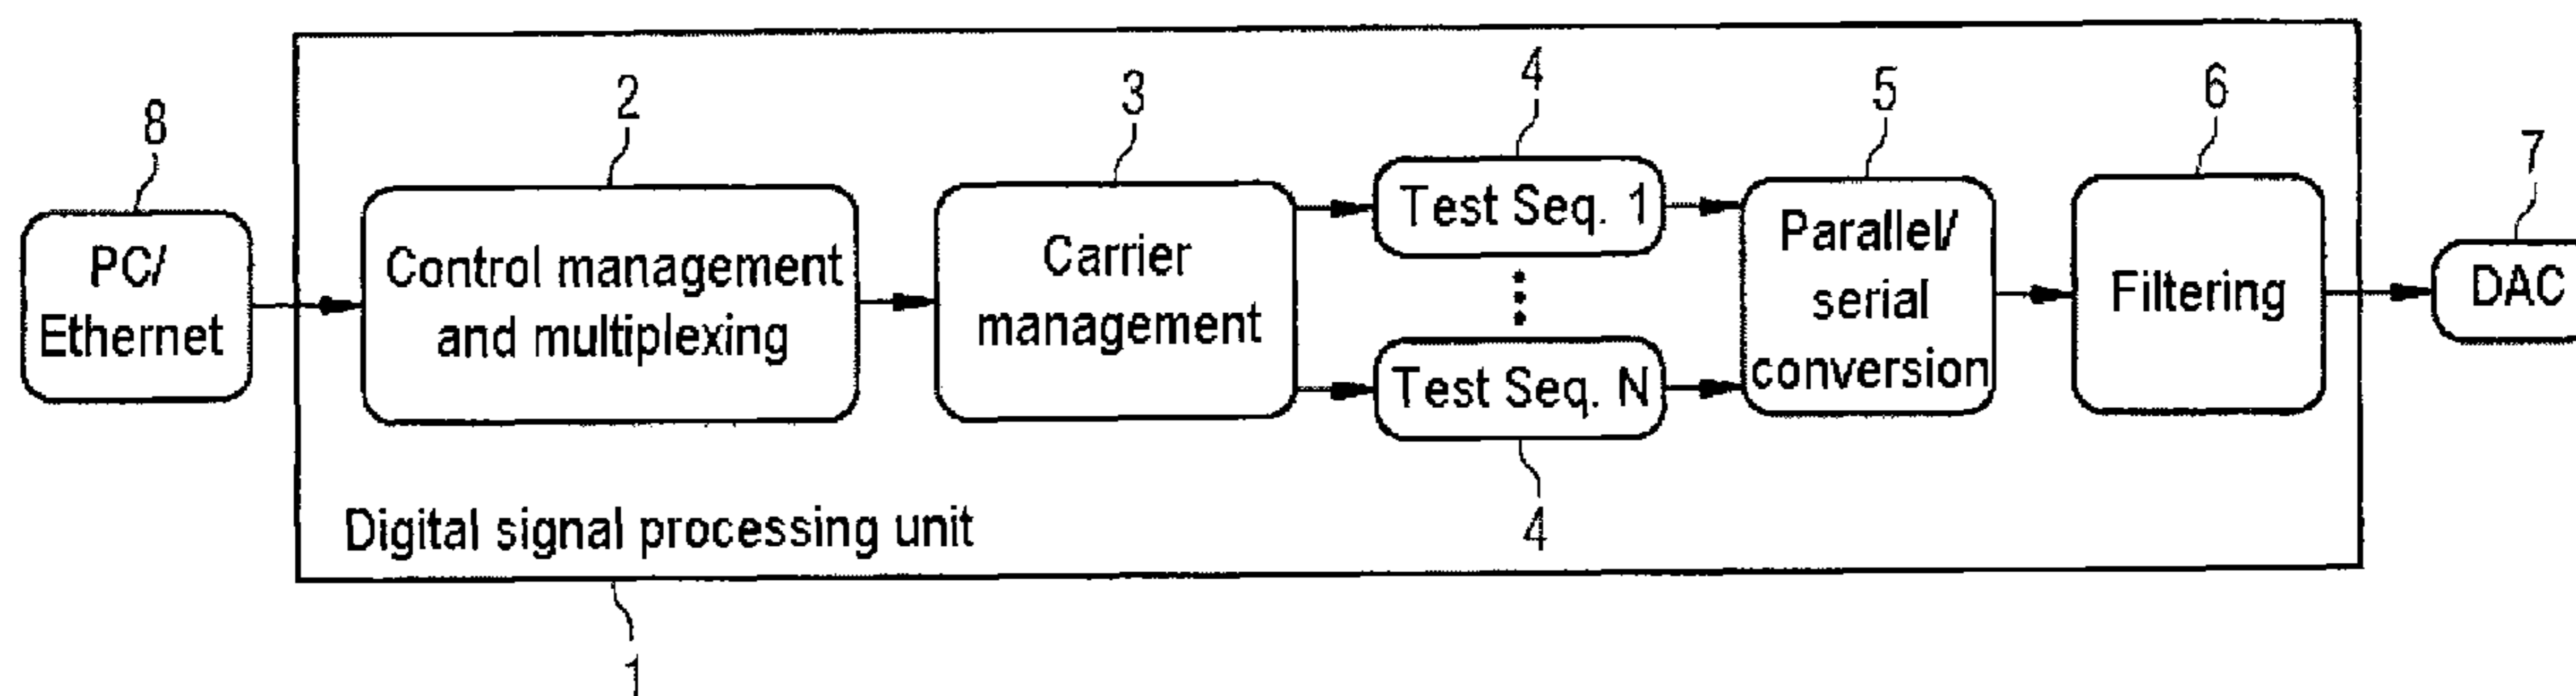 8
2
3
4
5
6
7
PC/
Ethernet
Control management
and multiplexing
Carrier
management
Test Seq. 1
Test Seq. N
4
Parallel/
serial
conversion
Filtering
DAC
Digital signal processing unit
1